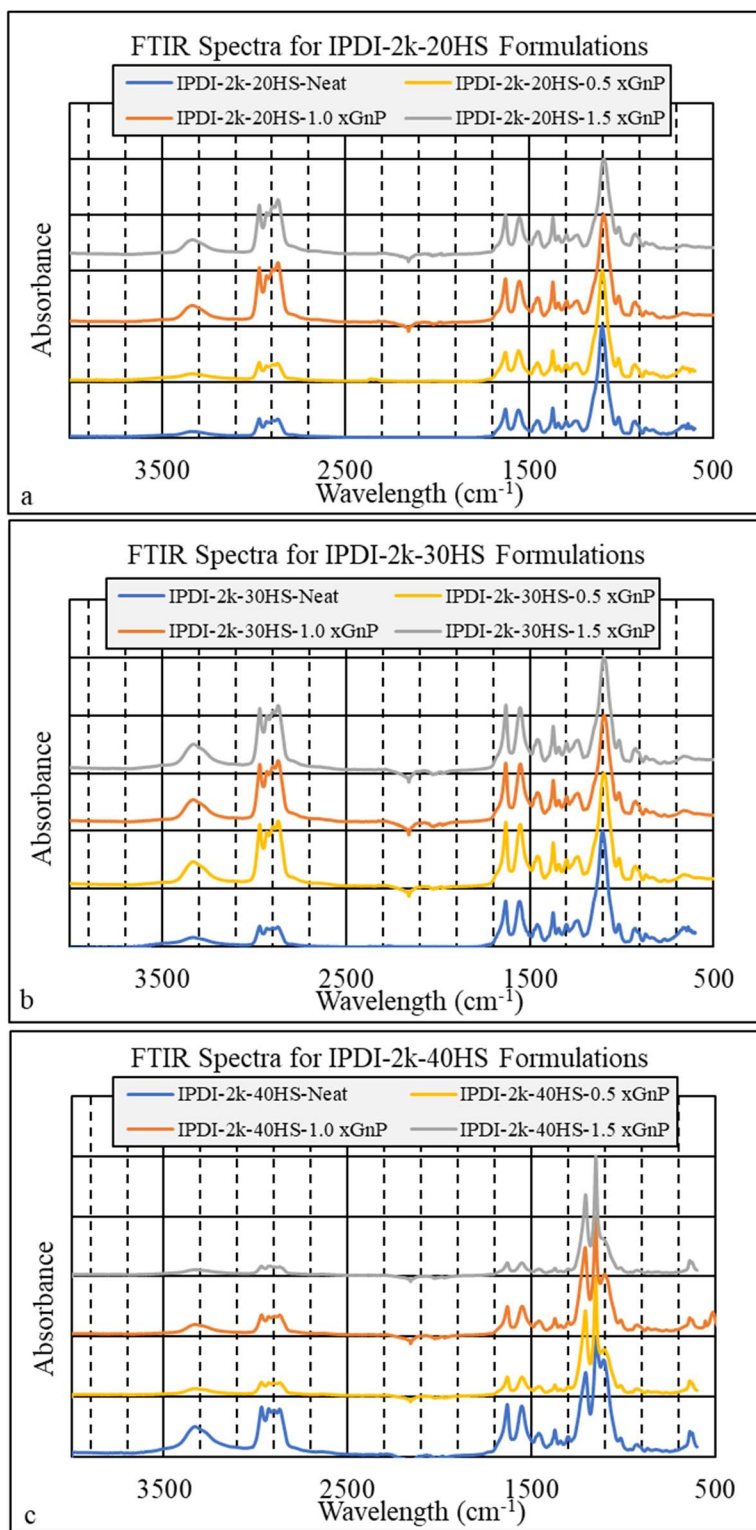 FTIR Spectra for IPDI-2k-20HS Formulations
IPDI-2k-20HS-Neat IPDI-2k-20HS-0.5 xGnP
IPDI-2k-20HS-1.0 xGnP IPDI-2k-20HS-1.5 xGnP
Absorbance
3500 2500 1500 500
Wavelength (cm⁻¹)
a
FTIR Spectra for IPDI-2k-30HS Formulations
IPDI-2k-30HS-Neat IPDI-2k-30HS-0.5 xGnP
IPDI-2k-30HS-1.0 xGnP IPDI-2k-30HS-1.5 xGnP
Absorbance
3500 2500 1500 500
Wavelength (cm⁻¹)
b
FTIR Spectra for IPDI-2k-40HS Formulations
IPDI-2k-40HS-Neat IPDI-2k-40HS-0.5 xGnP
IPDI-2k-40HS-1.0 xGnP IPDI-2k-40HS-1.5 xGnP
Absorbance
3500 2500 1500 500
Wavelength (cm⁻¹)
c